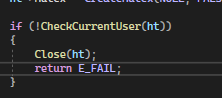 if (!CheckCurrentUser(ht))
{
Close(ht);
return E_FAIL;
}